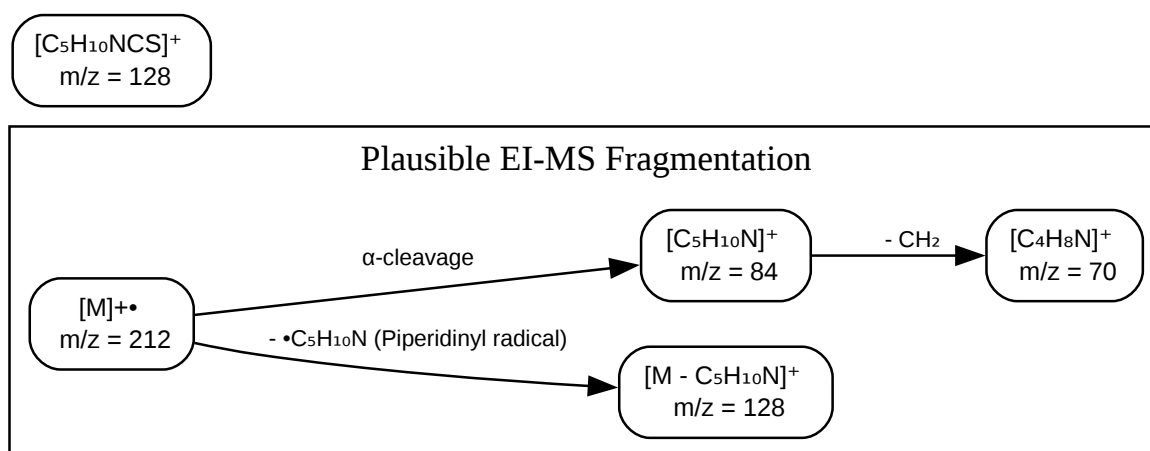 [C₅H₁₀NCS]⁺
m/z = 128
Plausible EI-MS Fragmentation
[M]+•
m/z = 212
α-cleavage
- •C₅H₁₀N (Piperidinyl radical)
[C₅H₁₀N]⁺
m/z = 84
- CH₂
[C₄H₈N]⁺
m/z = 70
[M - C₅H₁₀N]⁺
m/z = 128